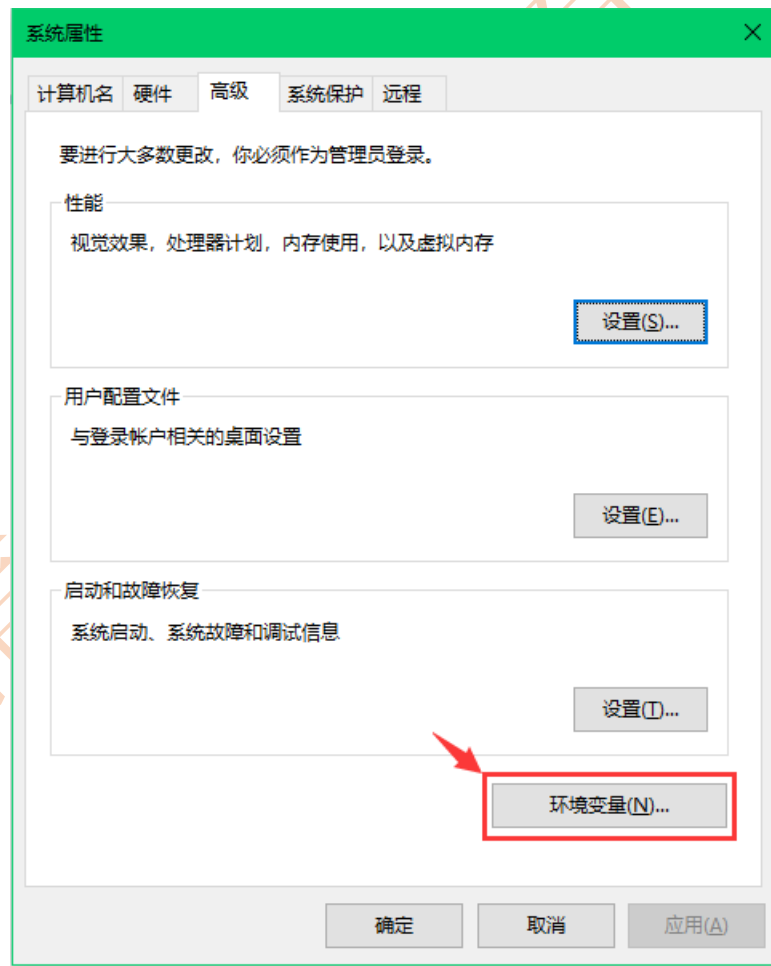 系统属性
计算机名 硬件 高级 系统保护 远程
要进行大多数更改，你必须作为管理员登录。
性能
视觉效果，处理器计划，内存使用，以及虚拟内存
设置(S)...
用户配置文件
与登录帐户相关的桌面设置
设置(E)...
启动和故障恢复
系统启动、系统故障和调试信息
设置(T)...
环境变量(N)...
确定 取消 应用(A)